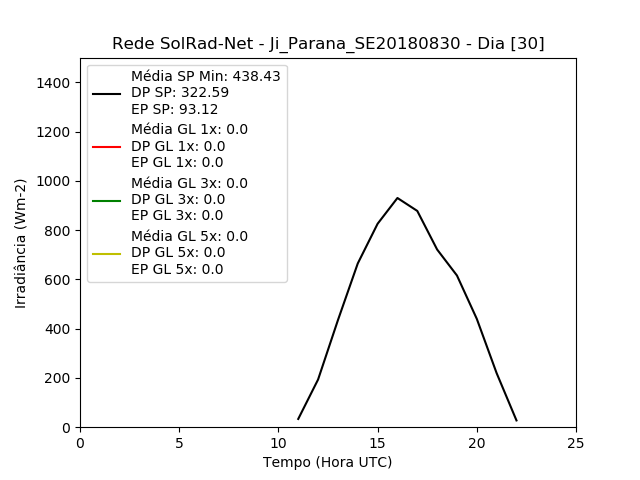 Rede SolRad-Net - Ji_Parana_SE20180830 - Dia [30]
Média SP Min: 438.43
DP SP: 322.59
EP SP: 93.12
Média GL 1x: 0.0
DP GL 1x: 0.0
EP GL 1x: 0.0
Média GL 3x: 0.0
DP GL 3x: 0.0
EP GL 3x: 0.0
Média GL 5x: 0.0
DP GL 5x: 0.0
EP GL 5x: 0.0
Irradiância (Wm-2)
1400
1200
1000
800
600
400
200
0
0 5 10 15 20 25
Tempo (Hora UTC)